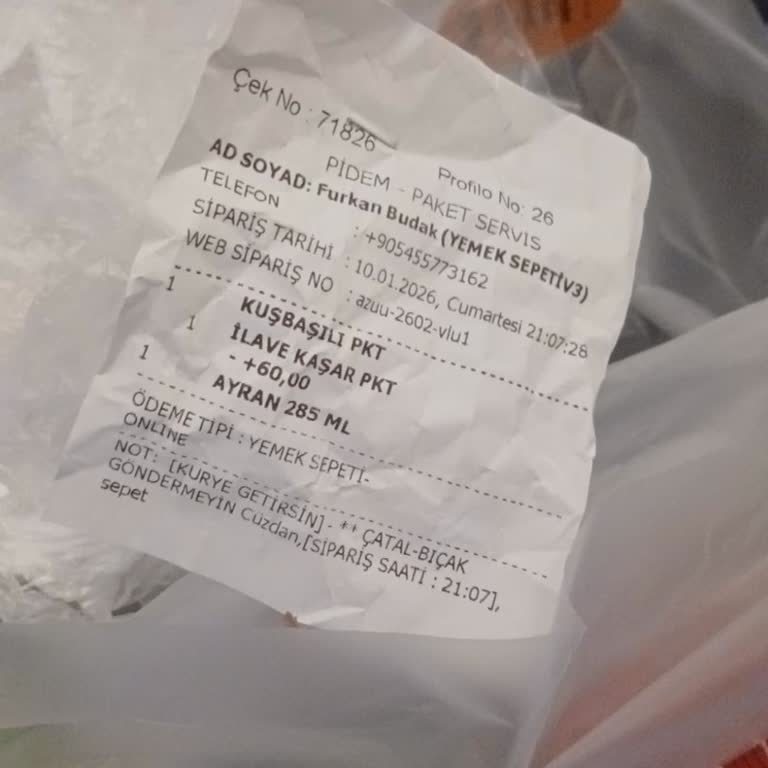 Çek No : 71826
Profilo No: 26
PİDEM - PAKET SERVIS
AD SOYAD: Furkan Budak (YEMEK SEPETİV3)
TELEFON : +905455773162
SİPARİŞ TARİHİ : 10.01.2026, Cumartesi 21:07:28
WEB SİPARİŞ NO : azuu-2602-vlu1
1 KUŞBAŞILI PKT
1 İLAVE KAŞAR PKT
- +60,00
1 AYRAN 285 ML
ÖDEME TİPİ : YEMEK SEPETİ-
ONLINE
NOT: [KURYE GETİRSİN] - ** ÇATAL-BIÇAK
GÖNDERMEYİN Cüzdan,[SİPARİŞ SAATİ : 21:07],
sepet